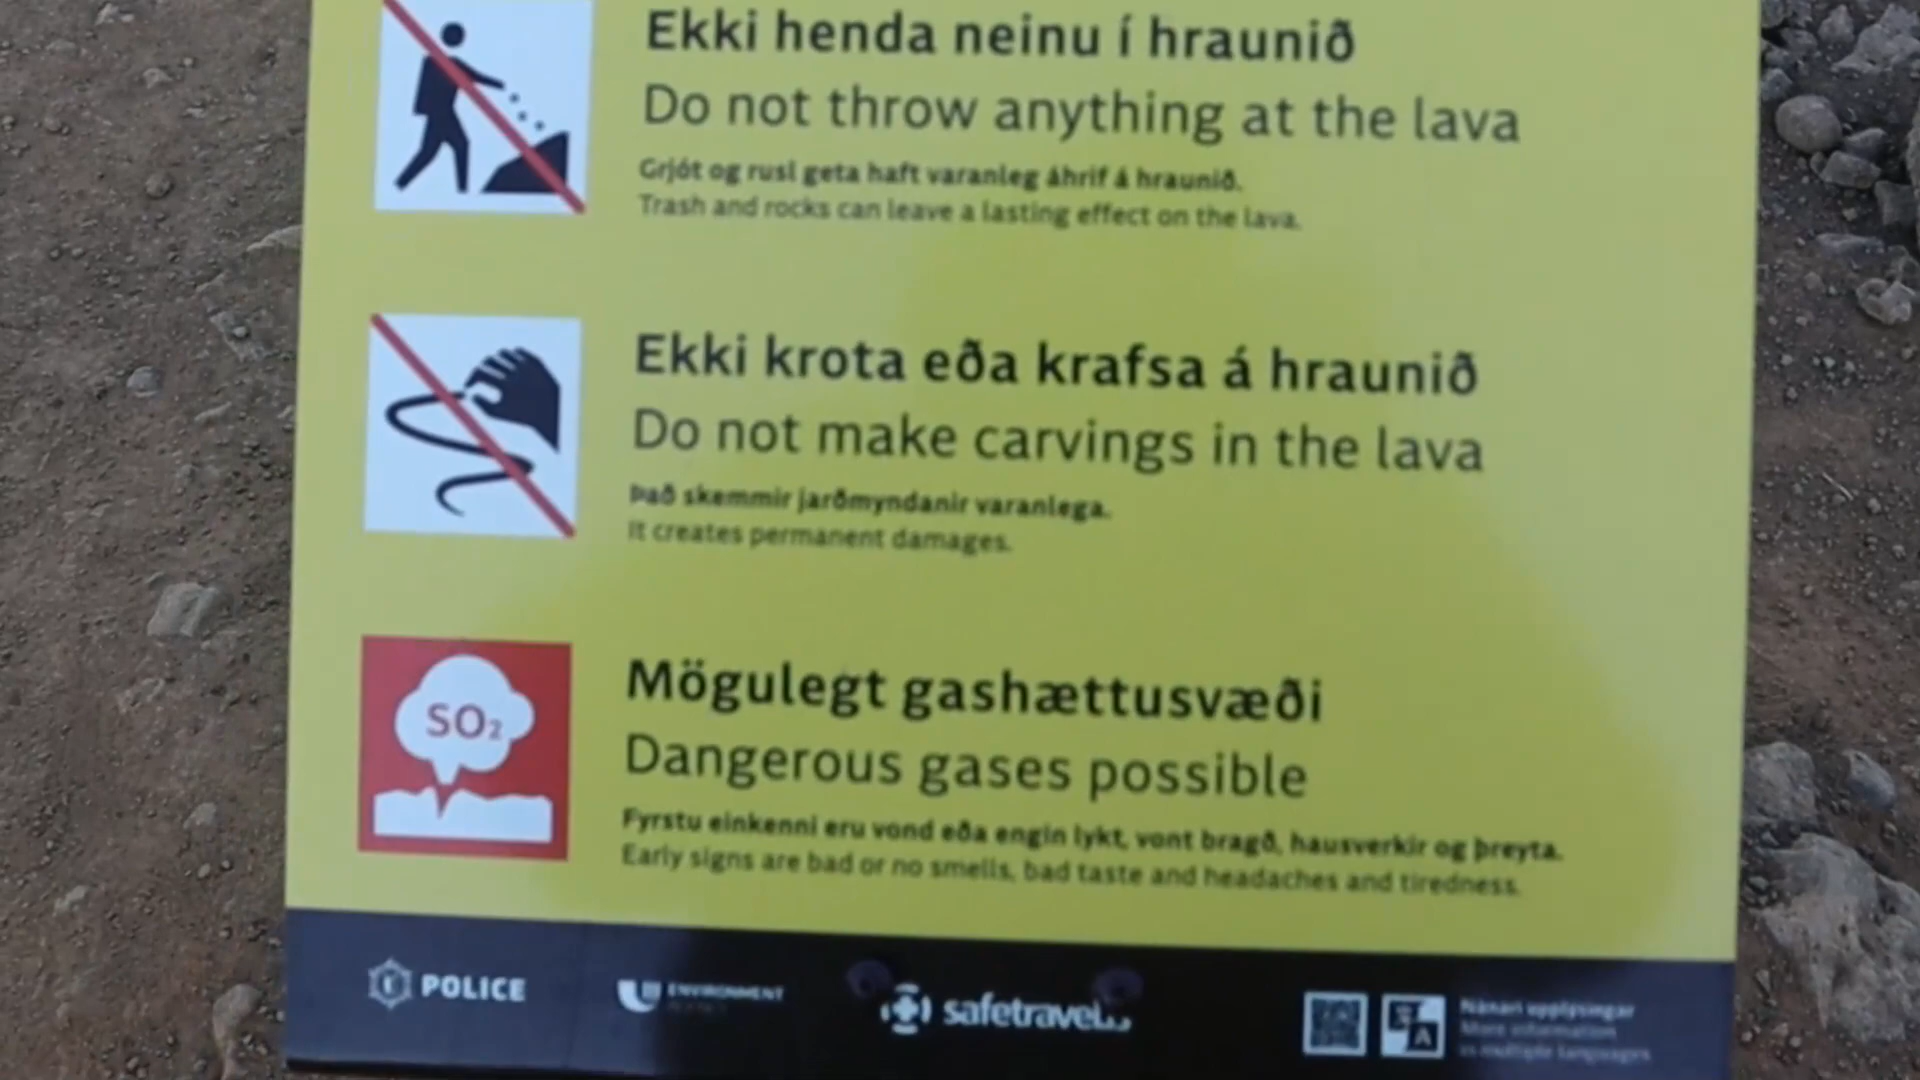 Ekki henda neinu í hraunið
Do not throw anything at the lava
Grjót og rusl geta haft varanleg áhrif á hraunið.
Trash and rocks can leave a lasting effect on the lava.
Ekki krota eða krafsa á hraunið
Do not make carvings in the lava
Það skemmir jarðmyndanir varanlega.
It creates permanent damages.
SO₂
Mögulegt gashættusvæði
Dangerous gases possible
Fyrstu einkenni eru vond eða engin lykt, vont bragð, hausverkir og þreyta.
Early signs are bad or no smells, bad taste and headaches and tiredness.
POLICE
ENVIRONMENT
safetravel.is
A
Nánari upplýsingar
More information
in multiple languages